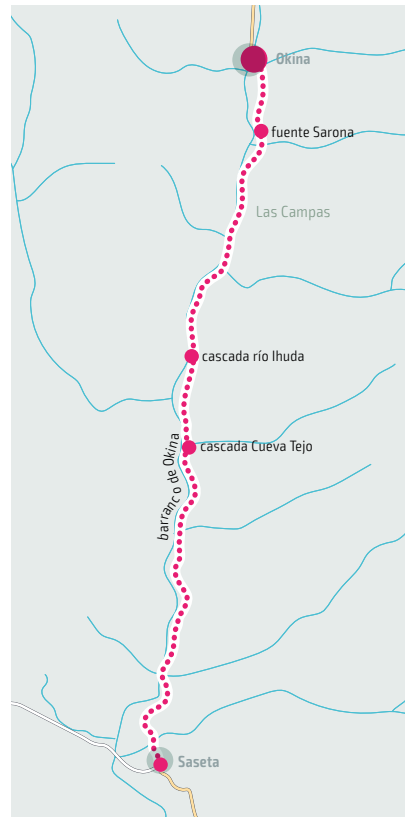 Okina
fuente Sarona
Las Campas
cascada río Ihuda
cascada Cueva Tejo
barranco de Okina
Saseta